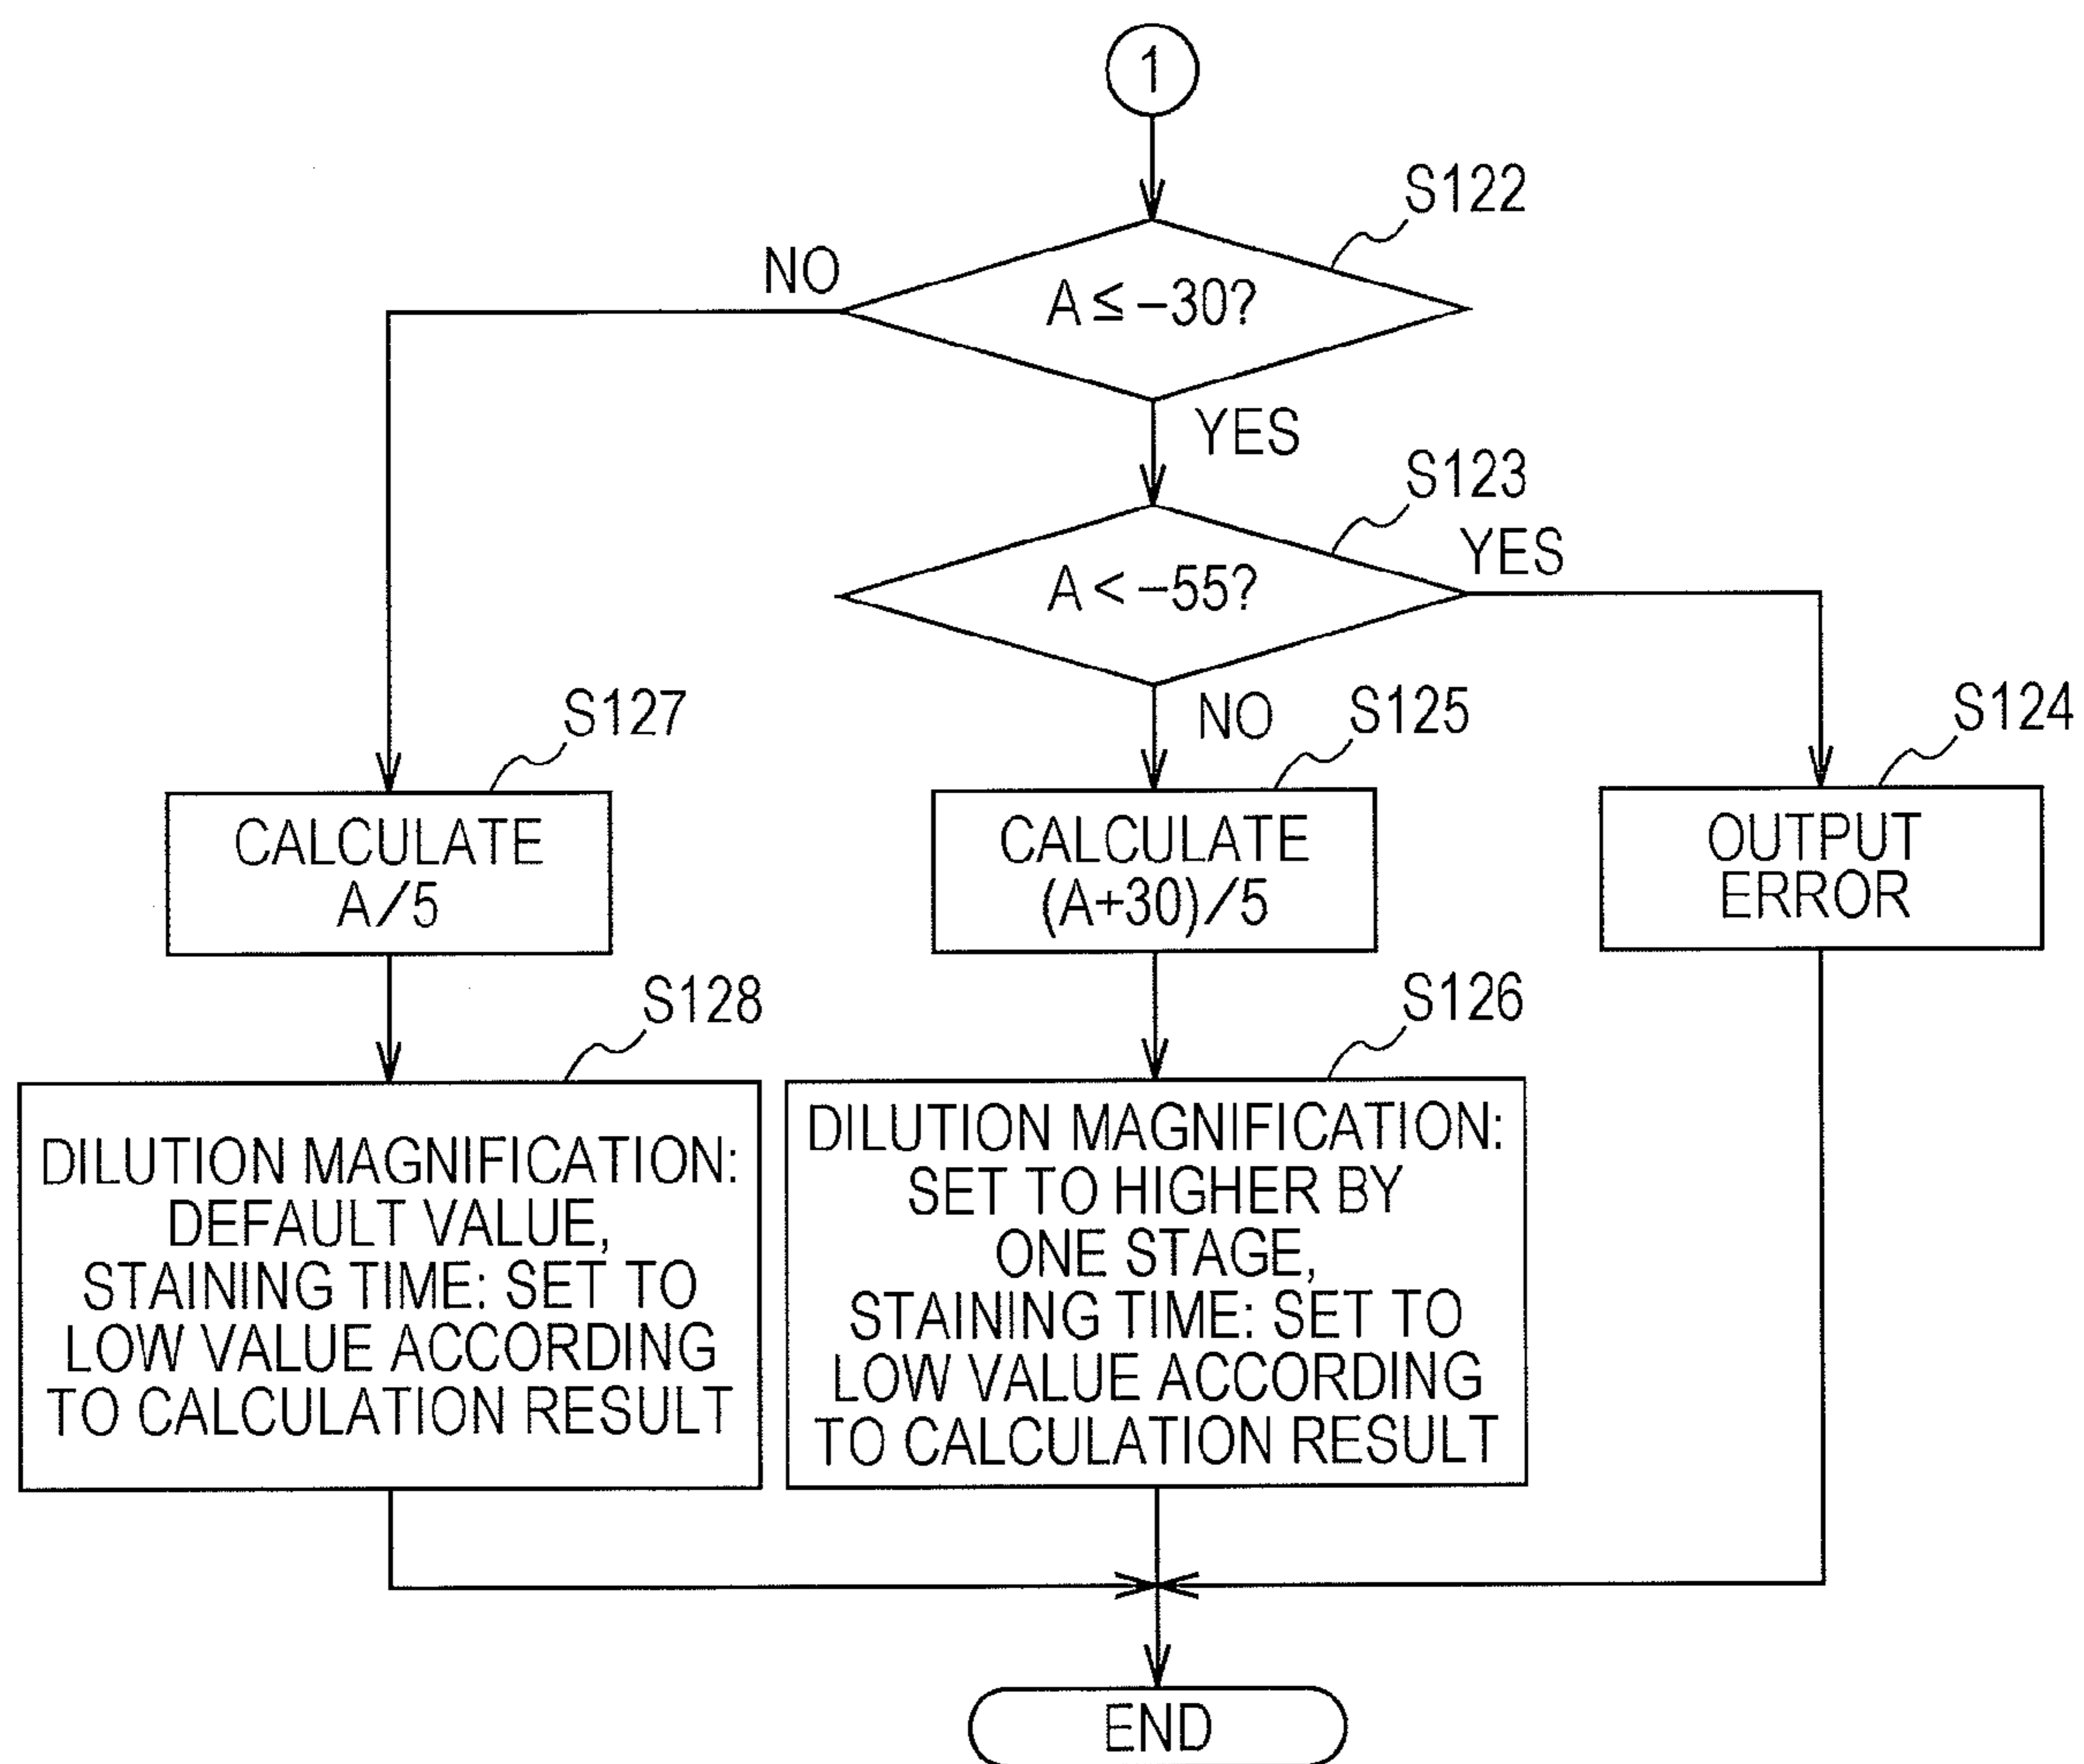 1
S122
NO
A ≤ –30?
YES
S123
YES
A < –55?
S127
NO
S125
S124
CALCULATE
A/5
CALCULATE
(A+30)/5
OUTPUT
ERROR
S128
S126
DILUTION MAGNIFICATION:
DEFAULT VALUE,
STAINING TIME: SET TO
LOW VALUE ACCORDING
TO CALCULATION RESULT
DILUTION MAGNIFICATION:
SET TO HIGHER BY
ONE STAGE,
STAINING TIME: SET TO
LOW VALUE ACCORDING
TO CALCULATION RESULT
END